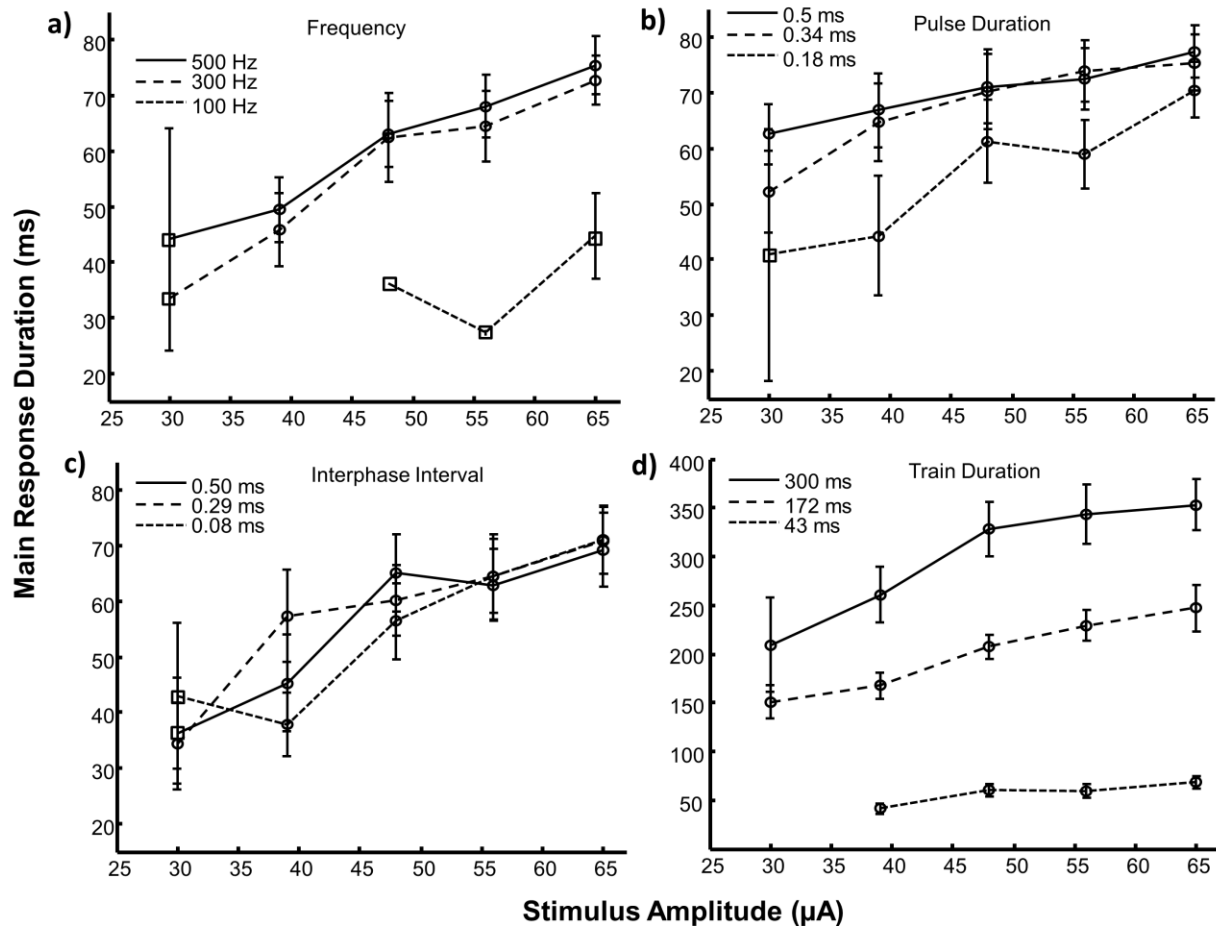 a)
Frequency
500 Hz
300 Hz
100 Hz
80
70
60
50
40
30
20
25 30 35 40 45 50 55 60 65
b)
Pulse Duration
0.5 ms
0.34 ms
0.18 ms
80
70
60
50
40
30
20
25 30 35 40 45 50 55 60 65
c)
Interphase Interval
0.50 ms
0.29 ms
0.08 ms
80
70
60
50
40
30
20
25 30 35 40 45 50 55 60 65
d)
Train Duration
300 ms
172 ms
43 ms
400
350
300
250
200
150
100
50
25 30 35 40 45 50 55 60 65
Main Response Duration (ms)
Stimulus Amplitude (µA)